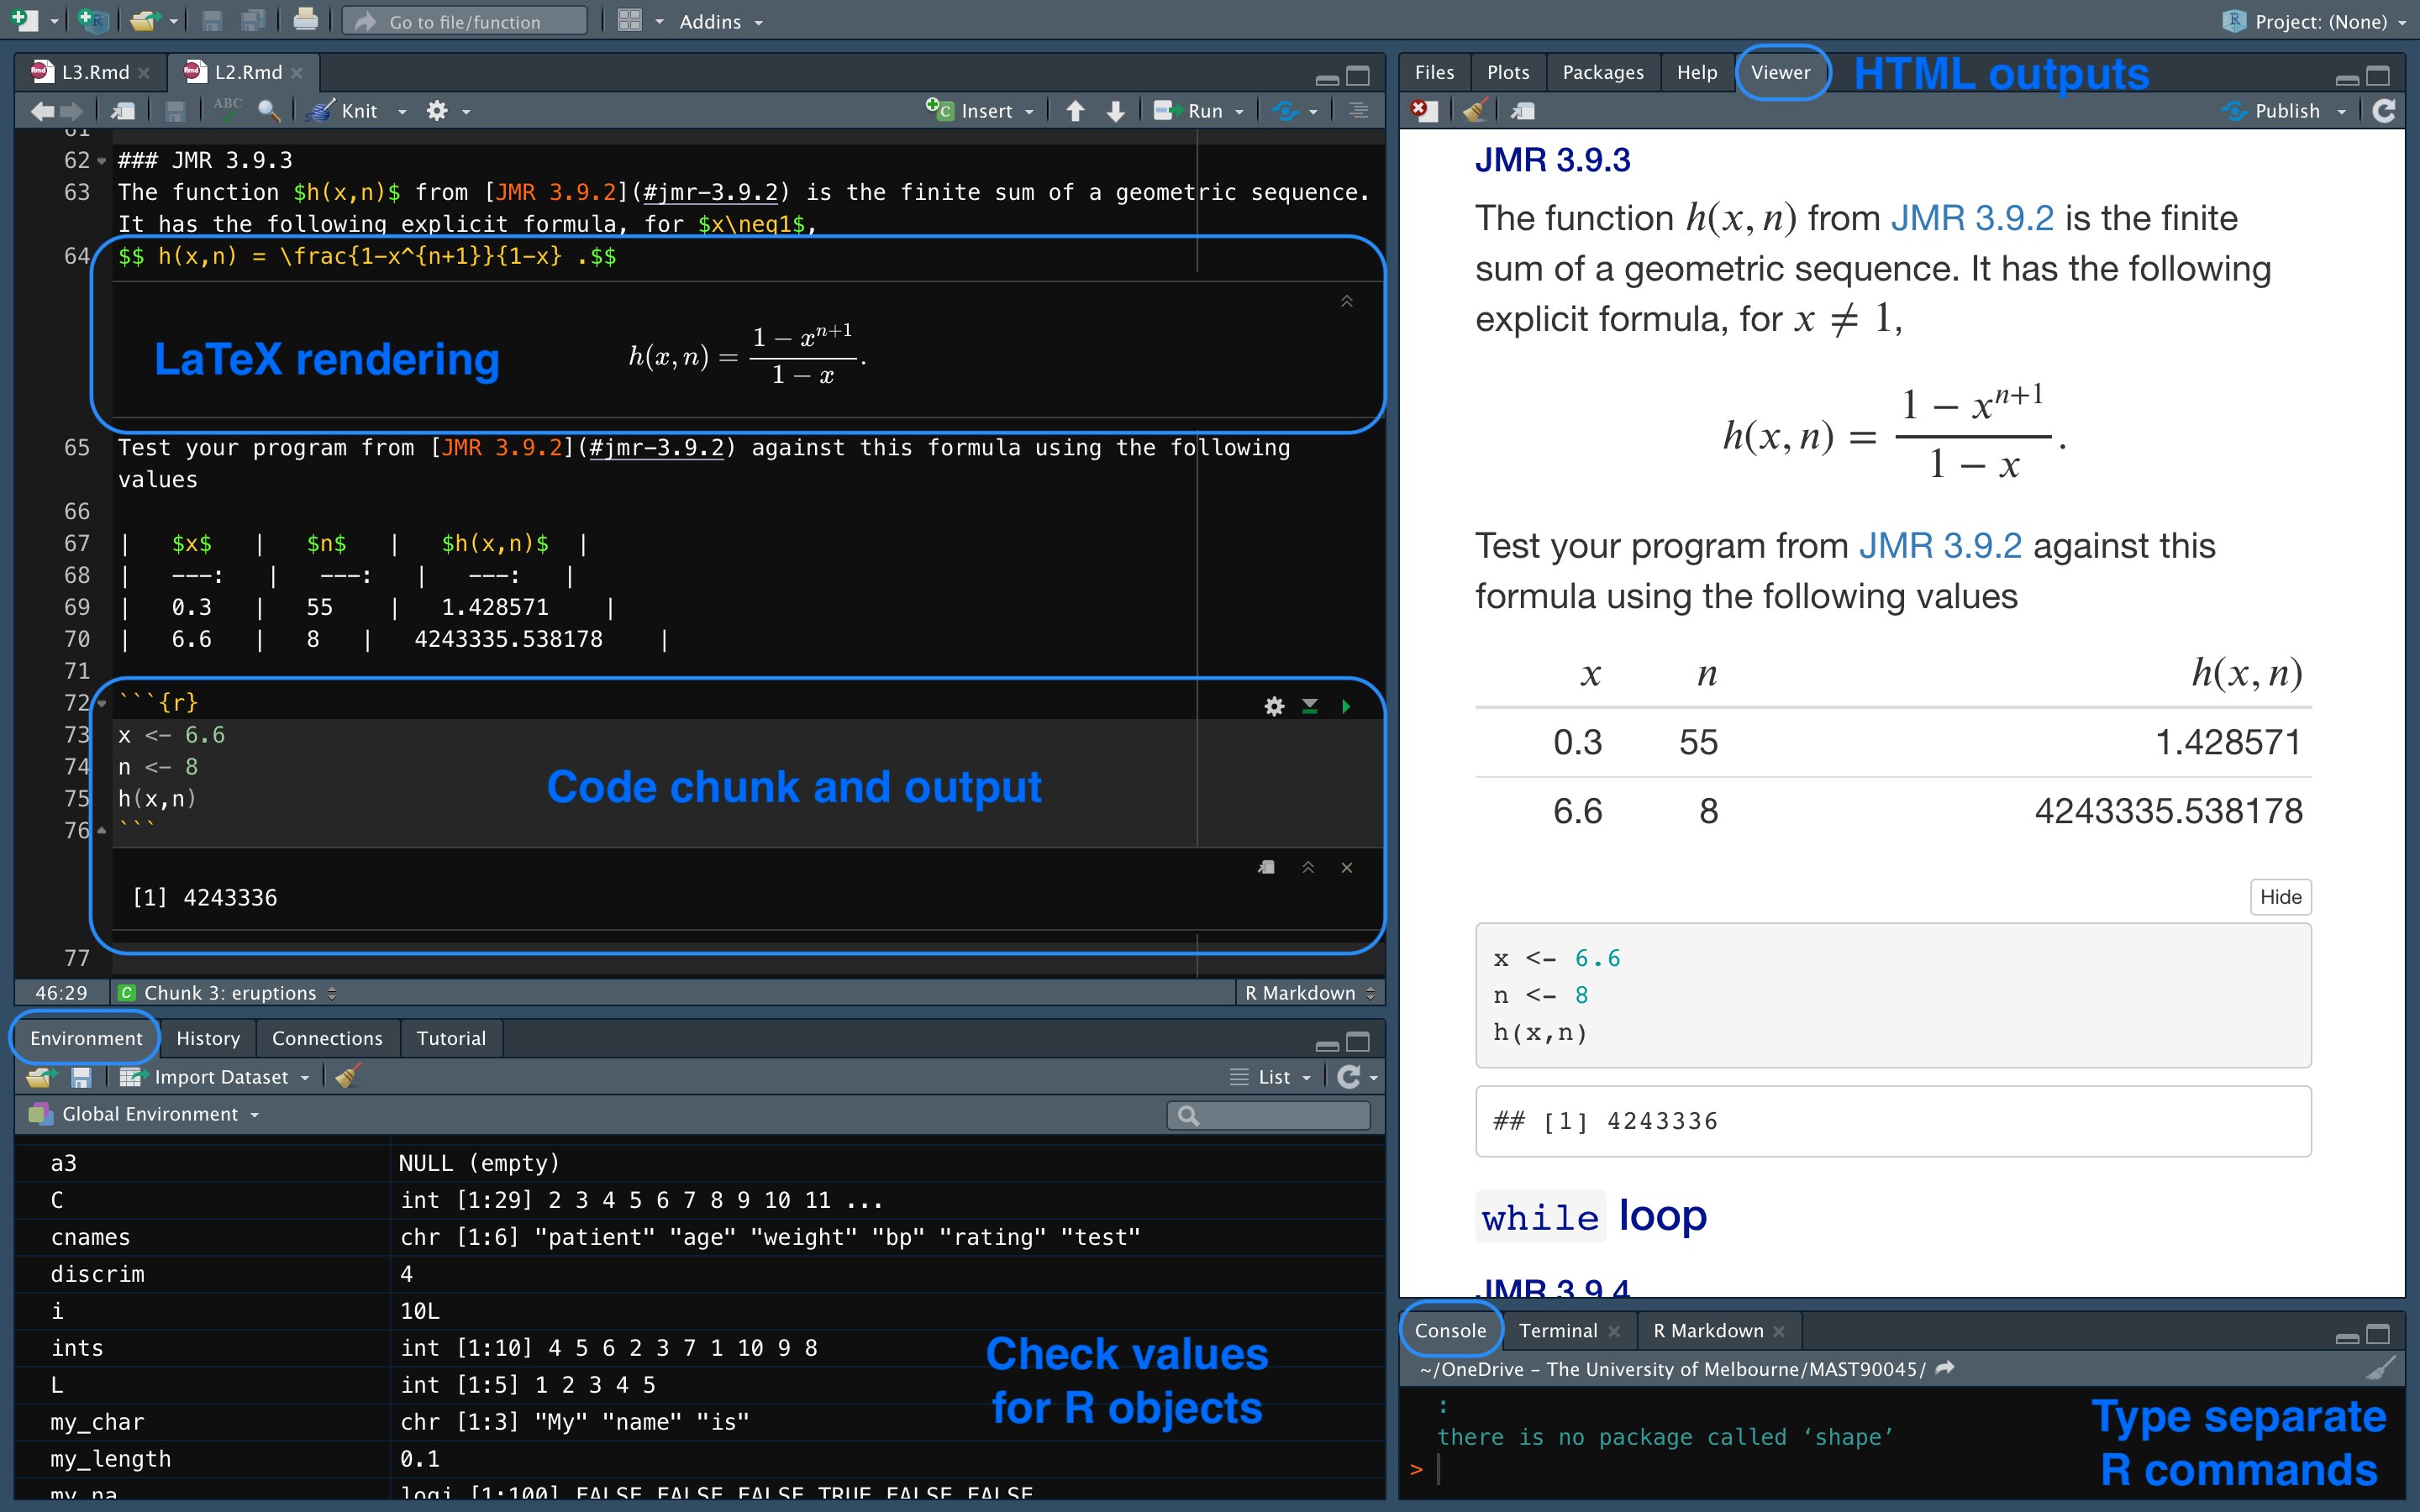 Go to file/function
Addins
Project: (None)
L3.Rmd
L2.Rmd
ABC
Knit
Insert
Run
62 ### JMR 3.9.3
63 The function $h(x,n)$ from [JMR 3.9.2](#jmr-3.9.2) is the finite sum of a geometric sequence.
It has the following explicit formula, for $x\neq1$,
64 $$ h(x,n) = \frac{1-x^{n+1}}{1-x} .$$
LaTeX rendering
h(x, n) = \frac{1 − x^{n+1}}{1 − x}.
65 Test your program from [JMR 3.9.2](#jmr-3.9.2) against this formula using the following
values
66
67 | $x$ | $n$ | $h(x,n)$ |
68 | ---: | ---: | ---: |
69 | 0.3 | 55 | 1.428571 |
70 | 6.6 | 8 | 4243335.538178 |
71
72 ```{r}
73 x <- 6.6
74 n <- 8
75 h(x,n)
76 ```
Code chunk and output
[1] 4243336
77
46:29 C Chunk 3: eruptions R Markdown
Environment History Connections Tutorial
Import Dataset List
Global Environment
a3 NULL (empty)
C int [1:29] 2 3 4 5 6 7 8 9 10 11 ...
cnames chr [1:6] "patient" "age" "weight" "bp" "rating" "test"
discrim 4
i 10L
ints int [1:10] 4 5 6 2 3 7 1 10 9 8
L int [1:5] 1 2 3 4 5
my_char chr [1:3] "My" "name" "is"
my_length 0.1
my_na logi [1:100] FALSE FALSE FALSE TRUE FALSE FALSE
Check values
for R objects
Files Plots Packages Help Viewer
HTML outputs
Publish
JMR 3.9.3
The function h(x, n) from JMR 3.9.2 is the finite
sum of a geometric sequence. It has the following
explicit formula, for x ≠ 1,
h(x, n) = \frac{1 − x^{n+1}}{1 − x}.
Test your program from JMR 3.9.2 against this
formula using the following values
x n h(x, n)
0.3 55 1.428571
6.6 8 4243335.538178
Hide
x <- 6.6
n <- 8
h(x,n)
## [1] 4243336
while loop
JMR 3.9.4
Console Terminal R Markdown
~/OneDrive – The University of Melbourne/MAST90045/
:
there is no package called ‘shape’
>
Type separate
R commands